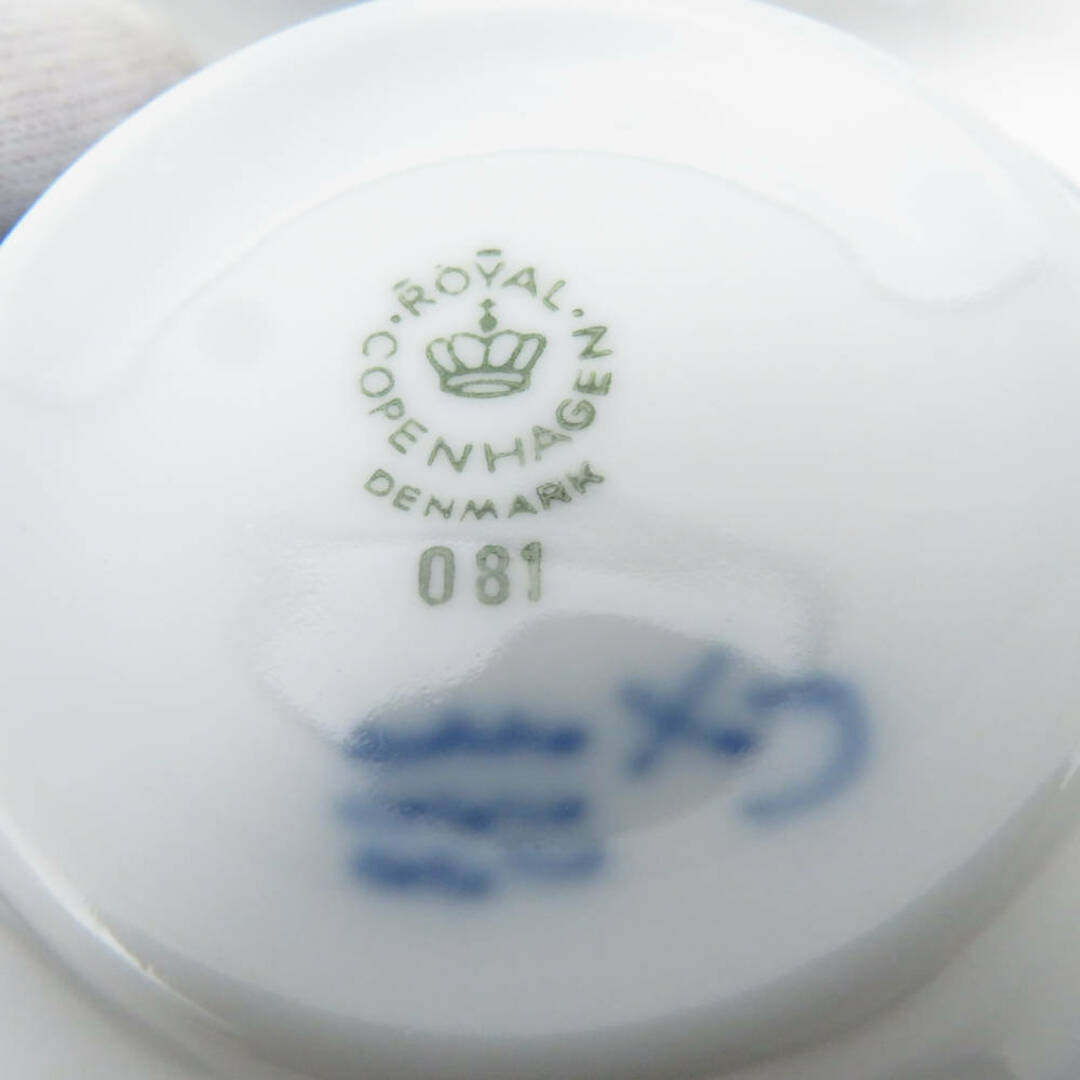 ROYAL
COPENHAGEN
DENMARK
081